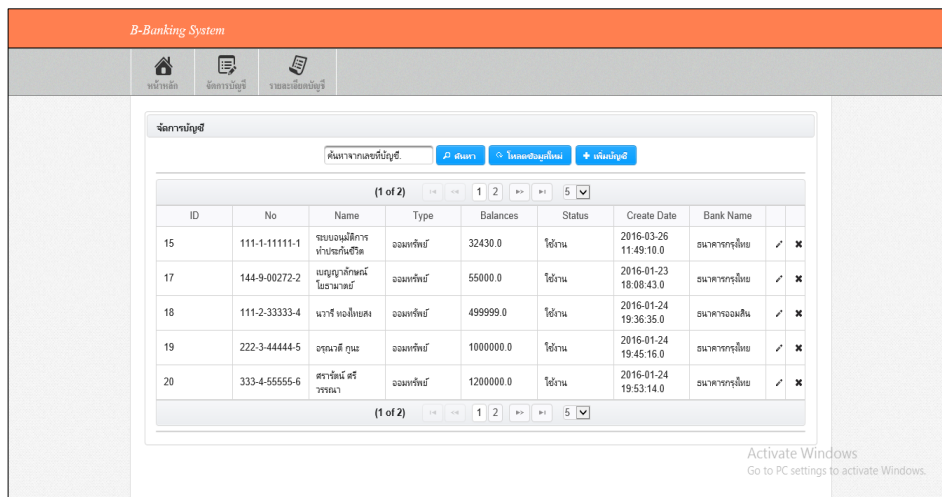 B-Banking System
หน้าหลัก จัดการบัญชี รายละเอียดบัญชี
จัดการบัญชี
ค้นหาจากเลขที่บัญชี. ค้นหา โหลดข้อมูลใหม่ เพิ่มบัญชี
(1 of 2) 1 2 5
ID No Name Type Balances Status Create Date Bank Name
15 111-1-11111-1 ระบบอนุมัติการ ออมทรัพย์ 32430.0 ใช้งาน 2016-03-26 ธนาคารกรุงไทย
ทำประกันชีวิต 11:49:10.0
17 144-9-00272-2 เบญญาลักษณ์ ออมทรัพย์ 55000.0 ใช้งาน 2016-01-23 ธนาคารกรุงไทย
โยธามาตย์ 18:08:43.0
18 111-2-33333-4 นวารี ทองไทยสง ออมทรัพย์ 499999.0 ใช้งาน 2016-01-24 ธนาคารออมสิน
19:36:35.0
19 222-3-44444-5 อรุณวดี กูนะ ออมทรัพย์ 1000000.0 ใช้งาน 2016-01-24 ธนาคารกรุงไทย
19:45:16.0
20 333-4-55555-6 ศรารัตน์ ศรี ออมทรัพย์ 1200000.0 ใช้งาน 2016-01-24 ธนาคารกรุงไทย
วรรณา 19:53:14.0
(1 of 2) 1 2 5
Activate Windows
Go to PC settings to activate Windows.